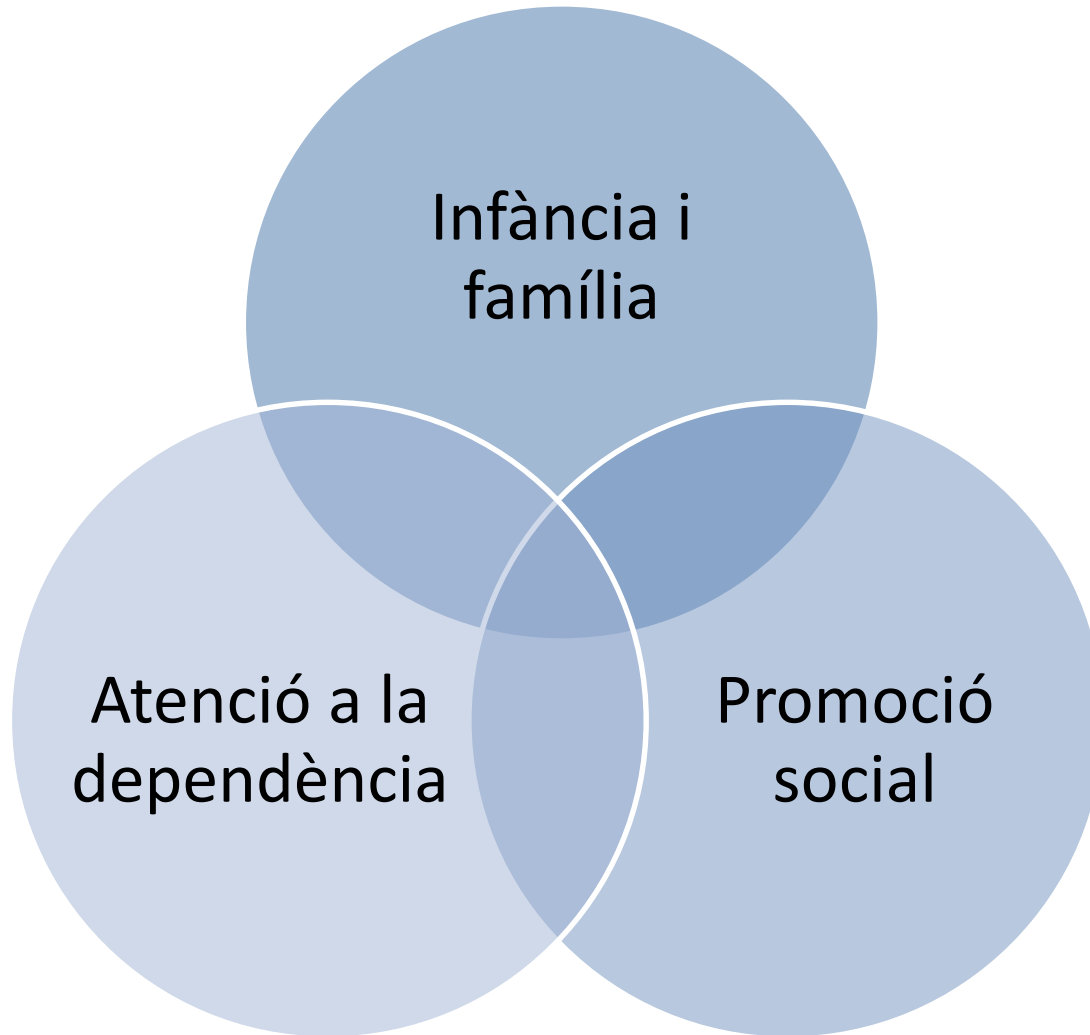 Infància i
família
Atenció a la
dependència
Promoció
social